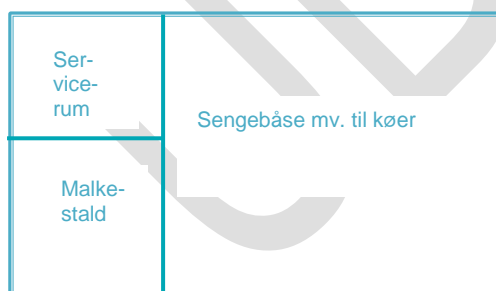 Ser-
vice-
rum
Sengebåse mv. til køer
Malke-
stald